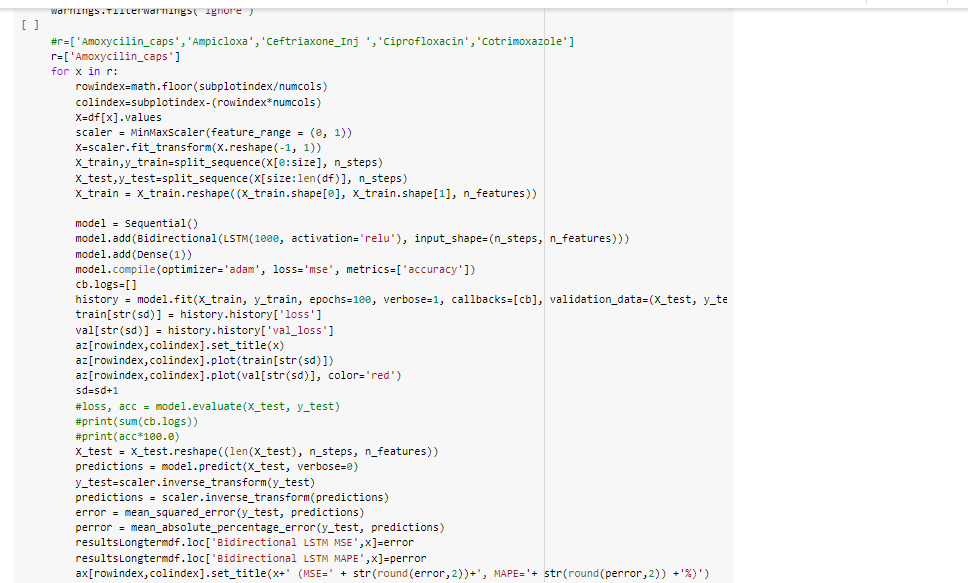 warnings.filterwarnings('ignore')
[ ]
#r=['Amoxycilin_caps','Ampicloxa','Ceftriaxone_Inj ','Ciprofloxacin','Cotrimoxazole']
r=['Amoxycilin_caps']
for x in r:
rowindex=math.floor(subplotindex/numcols)
colindex=subplotindex-(rowindex*numcols)
X=df[x].values
scaler = MinMaxScaler(feature_range = (0, 1))
X=scaler.fit_transform(X.reshape(-1, 1))
X_train,y_train=split_sequence(X[0:size], n_steps)
X_test,y_test=split_sequence(X[size:len(df)], n_steps)
X_train = X_train.reshape((X_train.shape[0], X_train.shape[1], n_features))
model = Sequential()
model.add(Bidirectional(LSTM(1000, activation='relu'), input_shape=(n_steps, n_features)))
model.add(Dense(1))
model.compile(optimizer='adam', loss='mse', metrics=['accuracy'])
cb.logs=[]
history = model.fit(X_train, y_train, epochs=100, verbose=1, callbacks=[cb], validation_data=(X_test, y_te
train[str(sd)] = history.history['loss']
val[str(sd)] = history.history['val_loss']
az[rowindex,colindex].set_title(x)
az[rowindex,colindex].plot(train[str(sd)])
az[rowindex,colindex].plot(val[str(sd)], color='red')
sd=sd+1
#loss, acc = model.evaluate(X_test, y_test)
#print(sum(cb.logs))
#print(acc*100.0)
X_test = X_test.reshape((len(X_test), n_steps, n_features))
predictions = model.predict(X_test, verbose=0)
y_test=scaler.inverse_transform(y_test)
predictions = scaler.inverse_transform(predictions)
error = mean_squared_error(y_test, predictions)
perror = mean_absolute_percentage_error(y_test, predictions)
resultsLongtermdf.loc['Bidirectional LSTM MSE',x]=error
resultsLongtermdf.loc['Bidirectional LSTM MAPE',x]=perror
ax[rowindex,colindex].set_title(x+' (MSE=' + str(round(error,2))+', MAPE='+ str(round(perror,2)) +'%)')